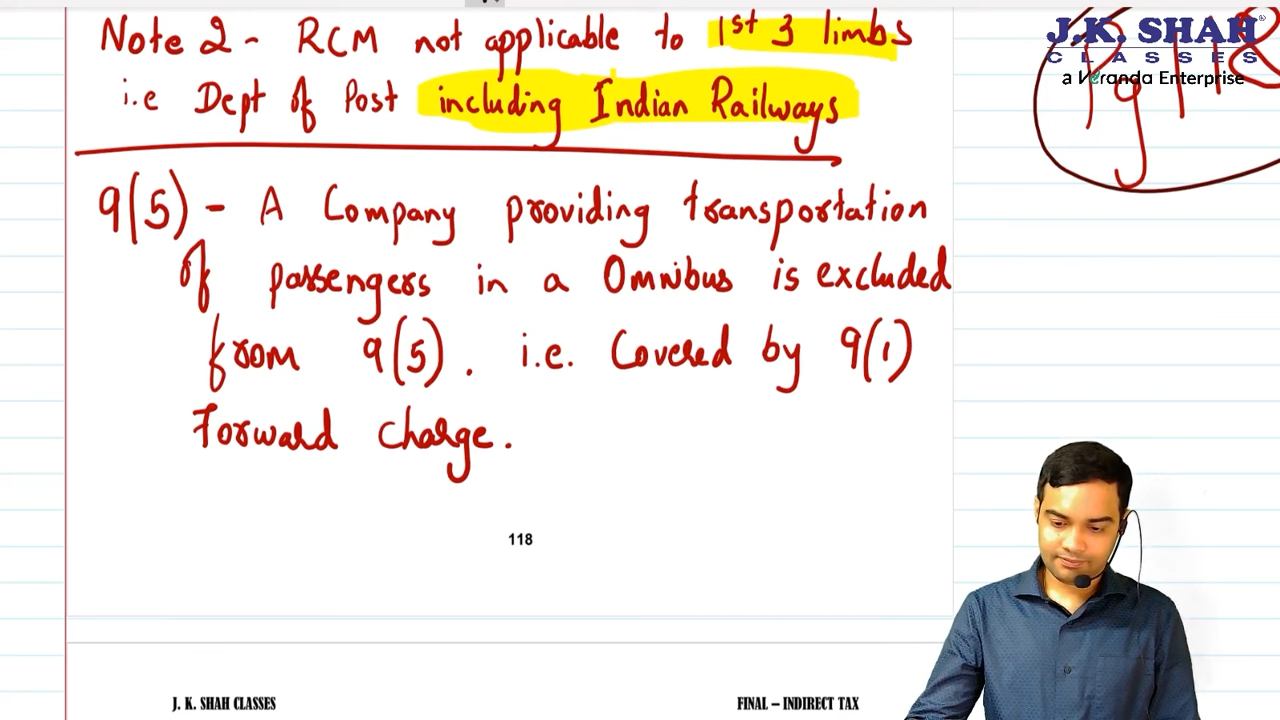 Note 2 - RCM not applicable to 1st 3 limbs
i.e Dept of Post including Indian Railways
9(5) - A Company providing transportation
of passengers in a Omnibus is excluded
from 9(5). i.e. Covered by 9(1)
Forward charge.
118
J. K. SHAH CLASSES
FINAL – INDIRECT TAX
J.K. SHAH®
CLASSES
a Veranda Enterprise
Pg 118